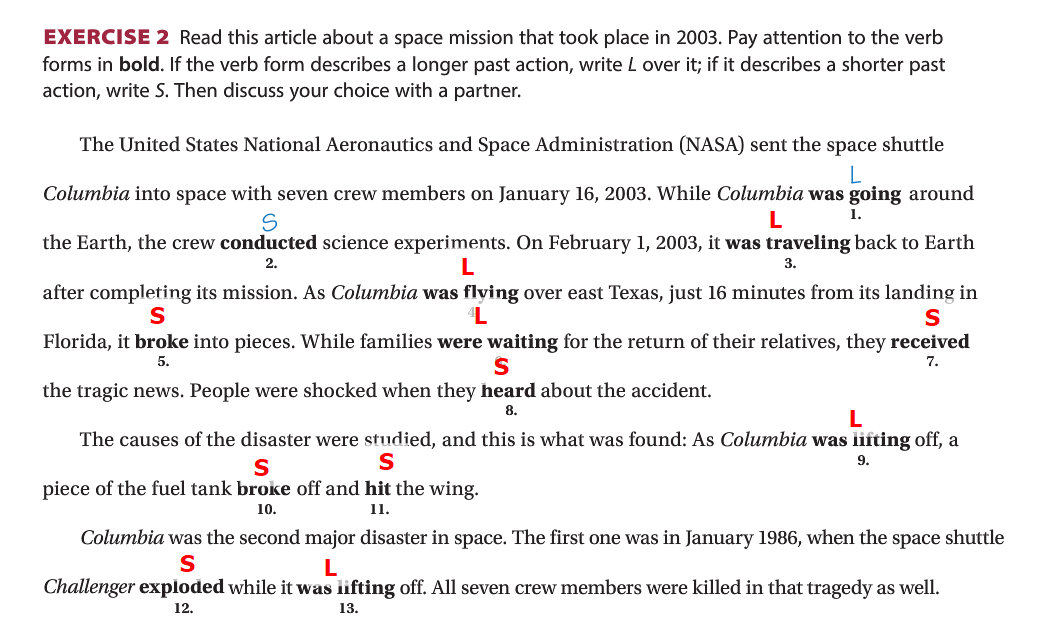 EXERCISE 2 Read this article about a space mission that took place in 2003. Pay attention to the verb
forms in bold. If the verb form describes a longer past action, write L over it; if it describes a shorter past
action, write S. Then discuss your choice with a partner.
The United States National Aeronautics and Space Administration (NASA) sent the space shuttle
L
Columbia into space with seven crew members on January 16, 2003. While Columbia was going around
1.
S L
the Earth, the crew conducted science experiments. On February 1, 2003, it was traveling back to Earth
2. 3.
L
after completing its mission. As Columbia was flying over east Texas, just 16 minutes from its landing in
4.
S L S
Florida, it broke into pieces. While families were waiting for the return of their relatives, they received
5. 7.
S
the tragic news. People were shocked when they heard about the accident.
8.
L
The causes of the disaster were studied, and this is what was found: As Columbia was lifting off, a
9.
S S
piece of the fuel tank broke off and hit the wing.
10. 11.
Columbia was the second major disaster in space. The first one was in January 1986, when the space shuttle
S L
Challenger exploded while it was lifting off. All seven crew members were killed in that tragedy as well.
12. 13.